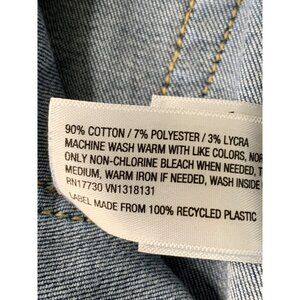 90% COTTON / 7% POLYESTER / 3% LYCRA
MACHINE WASH WARM WITH LIKE COLORS, NOR
ONLY NON-CHLORINE BLEACH WHEN NEEDED, T
MEDIUM, WARM IRON IF NEEDED, WASH INSIDE
RN17730 VN1318131
LABEL MADE FROM 100% RECYCLED PLASTIC